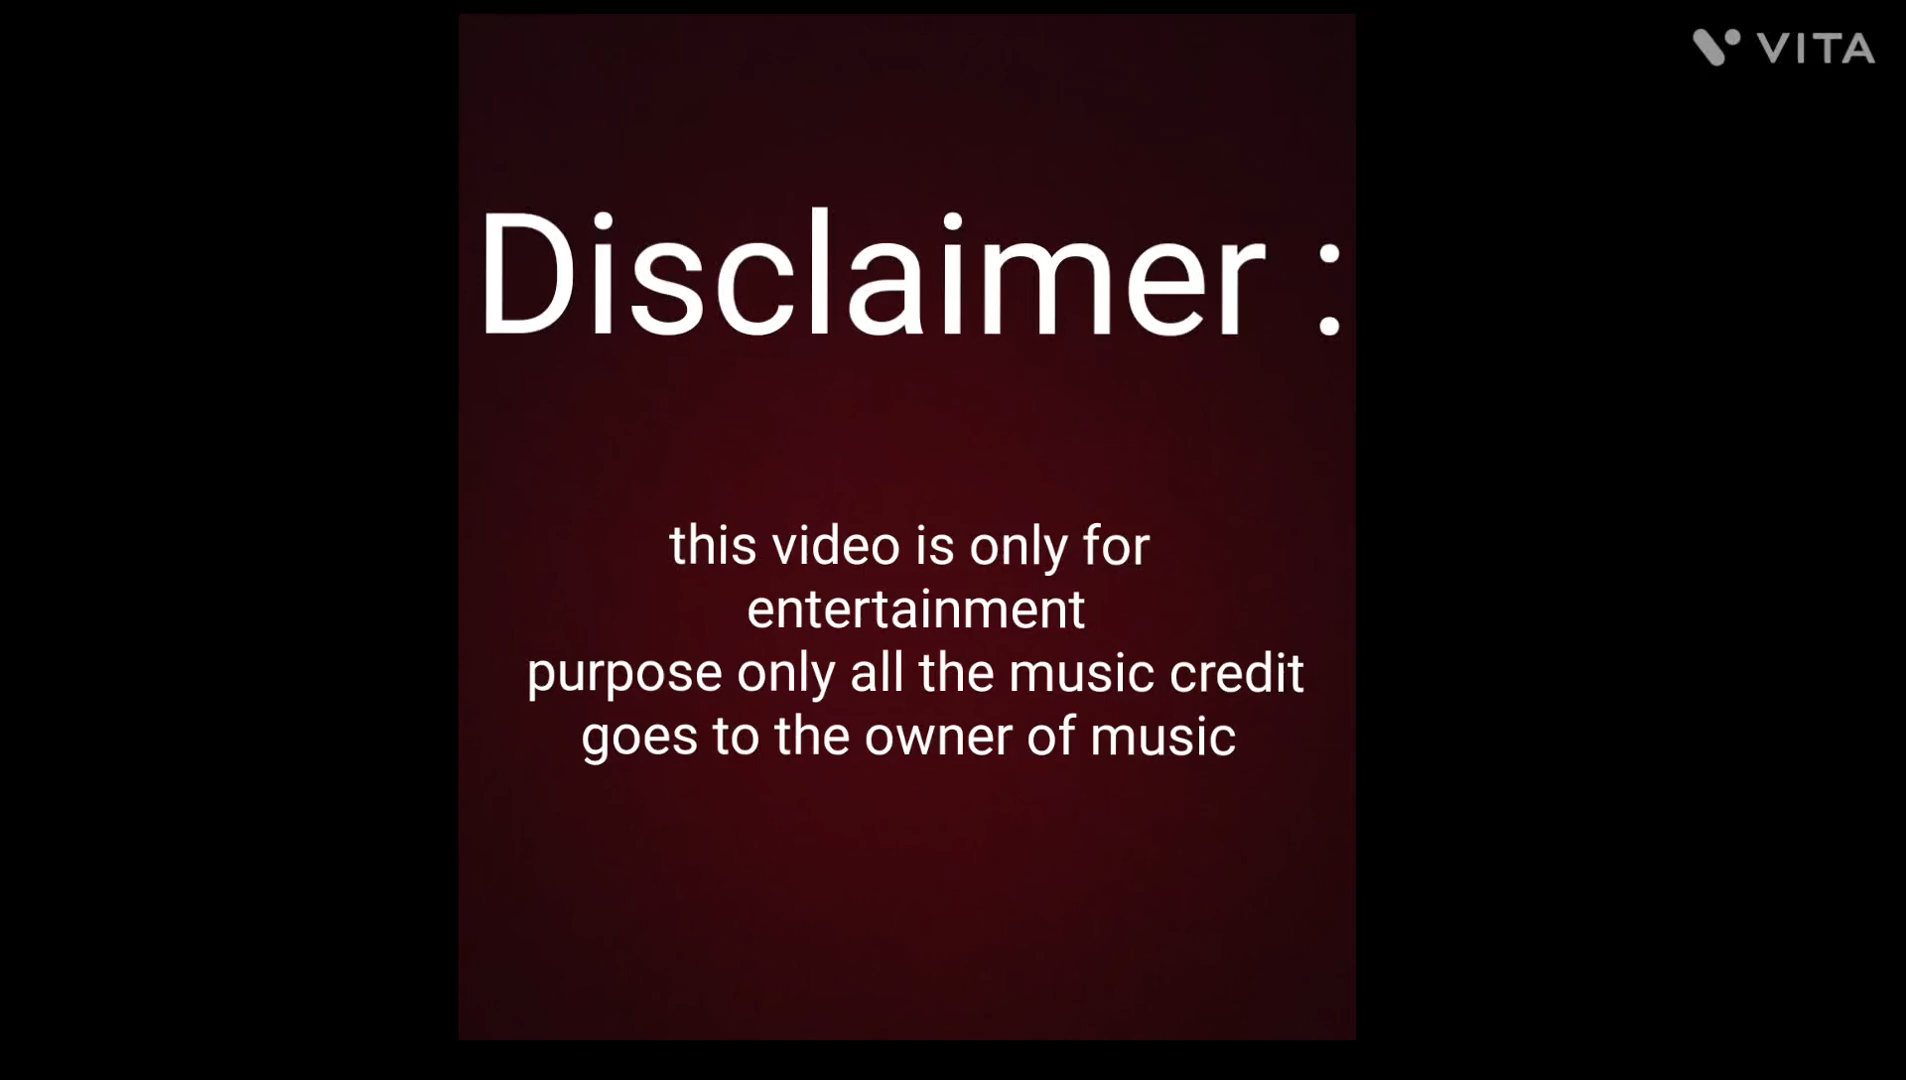 VITA
Disclaimer :
this video is only for
entertainment
purpose only all the music credit
goes to the owner of music